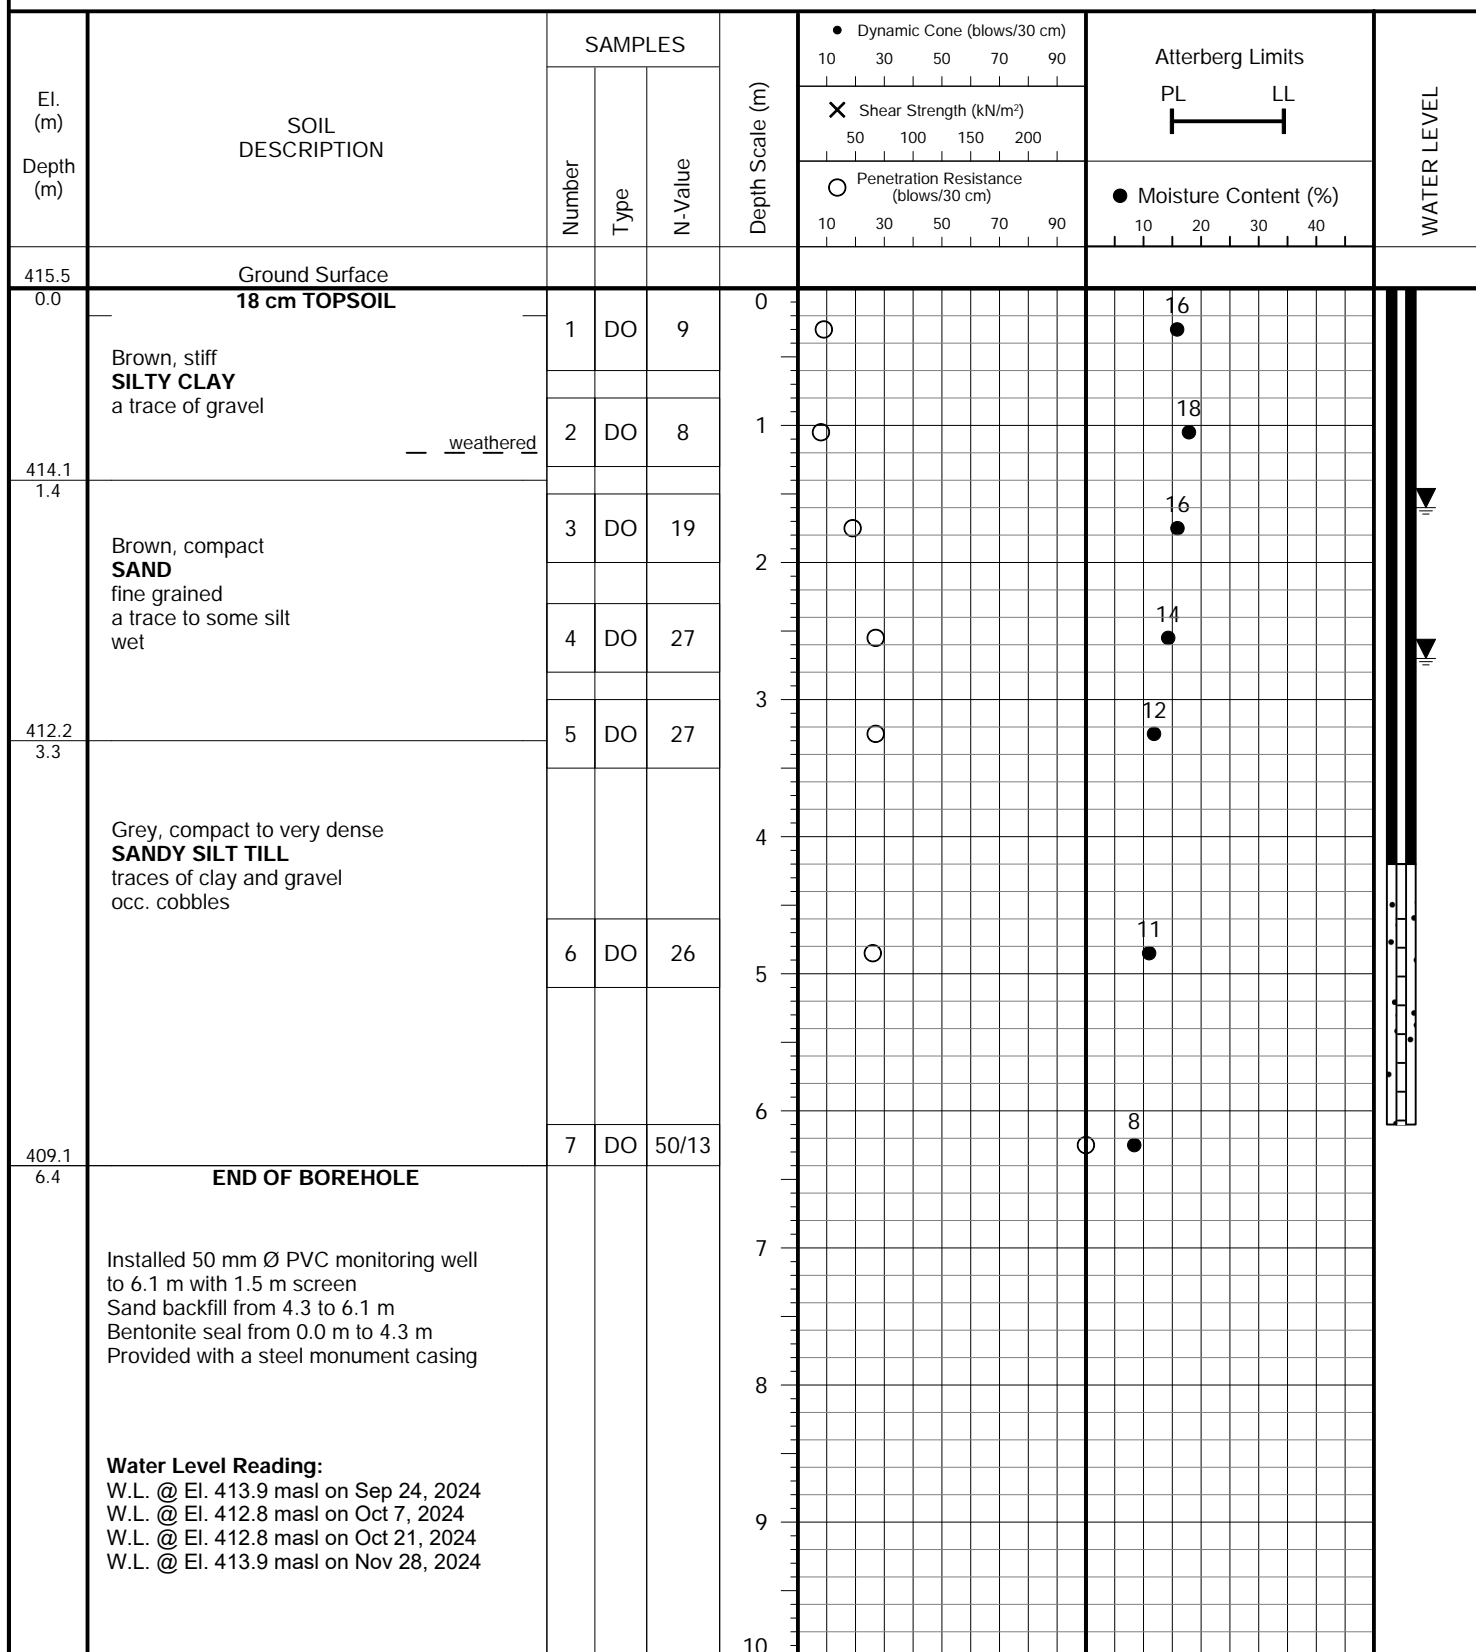 El.
(m)
Depth
(m)
SOIL
DESCRIPTION
SAMPLES
Number
Type
N-Value
Depth Scale (m)
Dynamic Cone (blows/30 cm)
10 30 50 70 90
Shear Strength (kN/m²)
50 100 150 200
Penetration Resistance
(blows/30 cm)
10 30 50 70 90
Atterberg Limits
PL LL
Moisture Content (%)
10 20 30 40
WATER LEVEL
415.5 Ground Surface
0.0 18 cm TOPSOIL 0
1 DO 9 16
Brown, stiff
SILTY CLAY
a trace of gravel
2 DO 8 1 18
weathered
414.1
1.4
3 DO 19 16
Brown, compact
SAND
fine grained
a trace to some silt
wet
2
4 DO 27 14
3
412.2 5 DO 27 12
3.3
Grey, compact to very dense
SANDY SILT TILL
traces of clay and gravel
occ. cobbles
4
6 DO 26 11
5
6
7 DO 50/13 8
409.1
6.4 END OF BOREHOLE
Installed 50 mm Ø PVC monitoring well
to 6.1 m with 1.5 m screen
Sand backfill from 4.3 to 6.1 m
Bentonite seal from 0.0 m to 4.3 m
Provided with a steel monument casing
7
8
Water Level Reading:
W.L. @ El. 413.9 masl on Sep 24, 2024
W.L. @ El. 412.8 masl on Oct 7, 2024
W.L. @ El. 412.8 masl on Oct 21, 2024
W.L. @ El. 413.9 masl on Nov 28, 2024
9
10